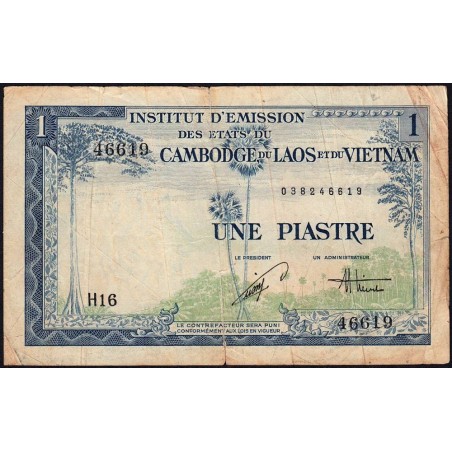 1 INSTITUT D'EMISSION 1
DES ETATS DU
46619 CAMBODGE DU LAOS ET DU VIETNAM
038246619
UNE PIASTRE
LE PRESIDENT UN ADMINISTRATEUR
H16
46619
LE CONTREFACTEUR SERA PUNI
CONFORMÉMENT AUX LOIS EN VIGUEUR